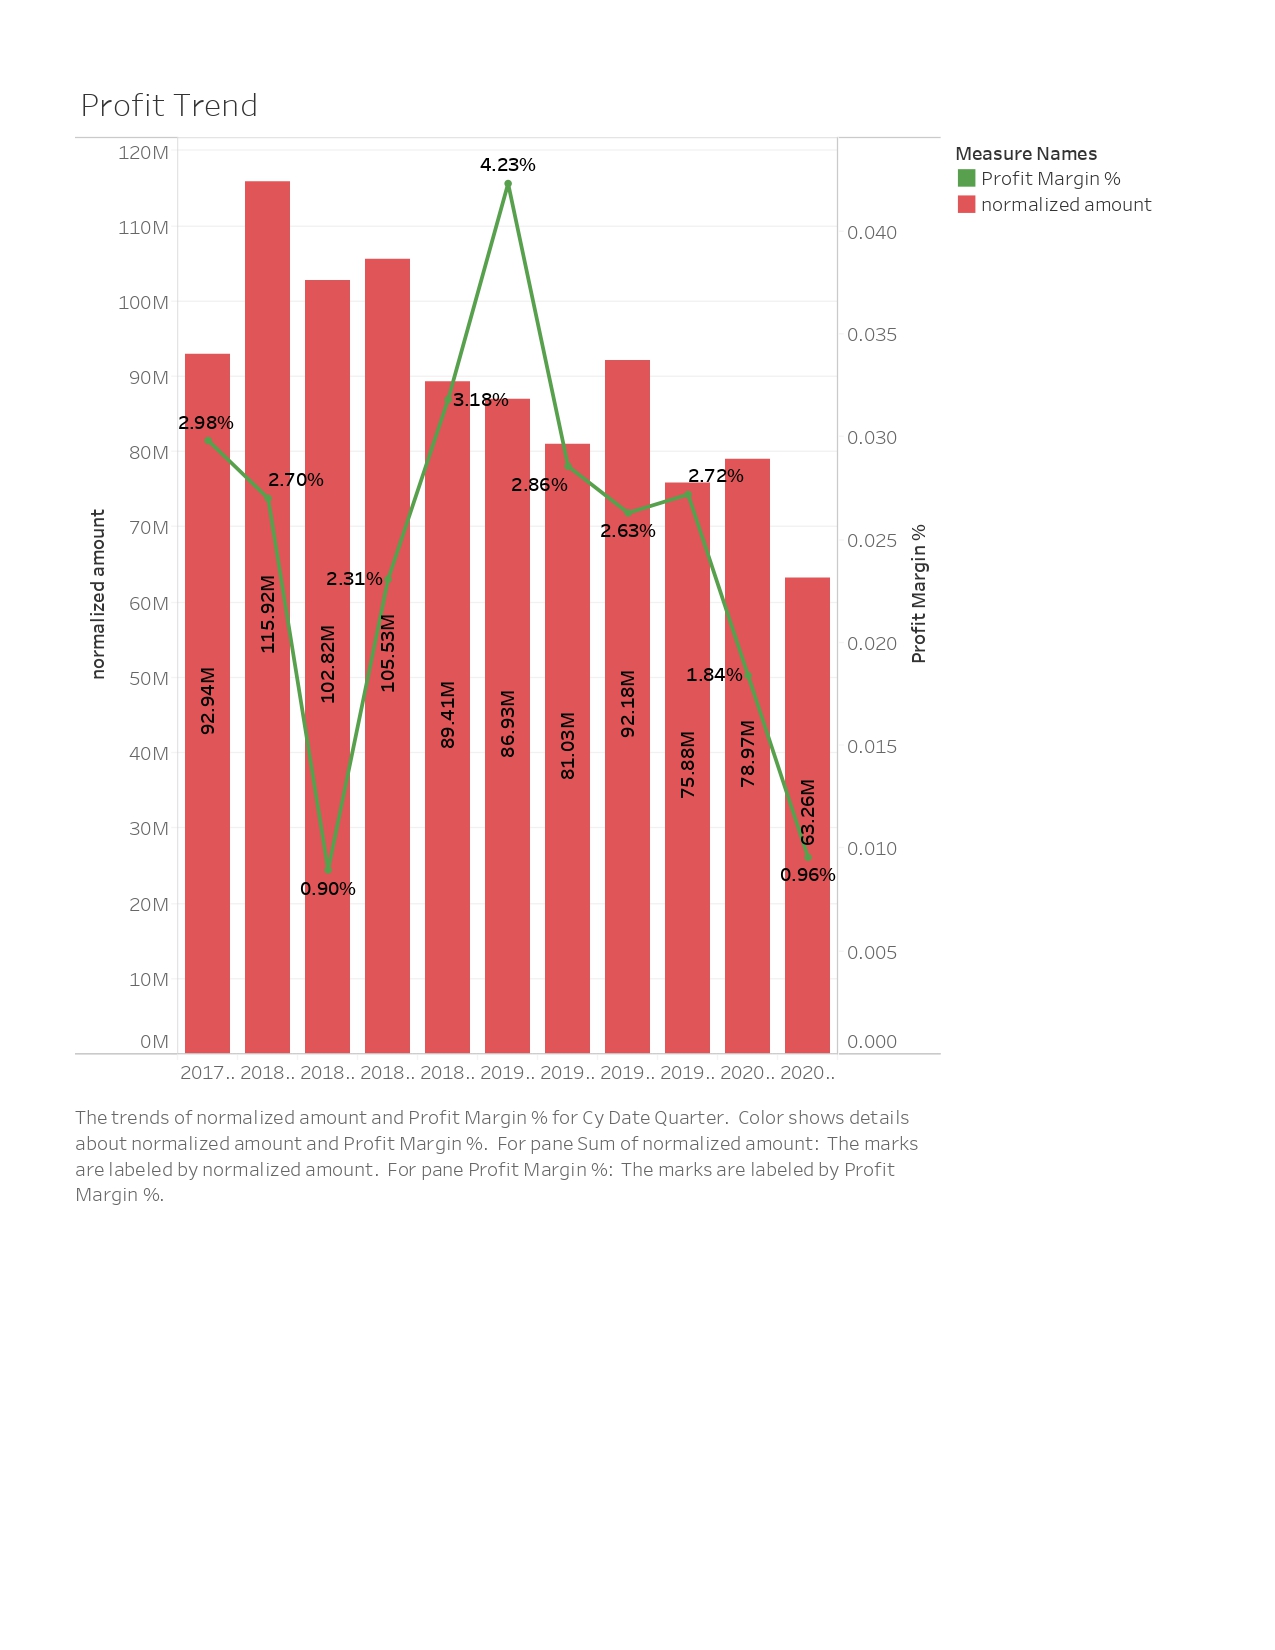 Profit Trend
120M
110M
100M
90M
80M
70M
60M
50M
40M
30M
20M
10M
0M
normalized amount
4.23%
2.98%
3.18%
2.70%
2.86%
2.72%
2.63%
2.31%
1.84%
0.90%
0.96%
92.94M
115.92M
102.82M
105.53M
89.41M
86.93M
81.03M
92.18M
75.88M
78.97M
63.26M
0.040
0.035
0.030
0.025
0.020
0.015
0.010
0.005
0.000
Profit Margin %
2017.. 2018.. 2018.. 2018.. 2018.. 2019.. 2019.. 2019.. 2019.. 2020.. 2020..
Measure Names
Profit Margin %
normalized amount
The trends of normalized amount and Profit Margin % for Cy Date Quarter.  Color shows details
about normalized amount and Profit Margin %.  For pane Sum of normalized amount:  The marks
are labeled by normalized amount.  For pane Profit Margin %:  The marks are labeled by Profit
Margin %.